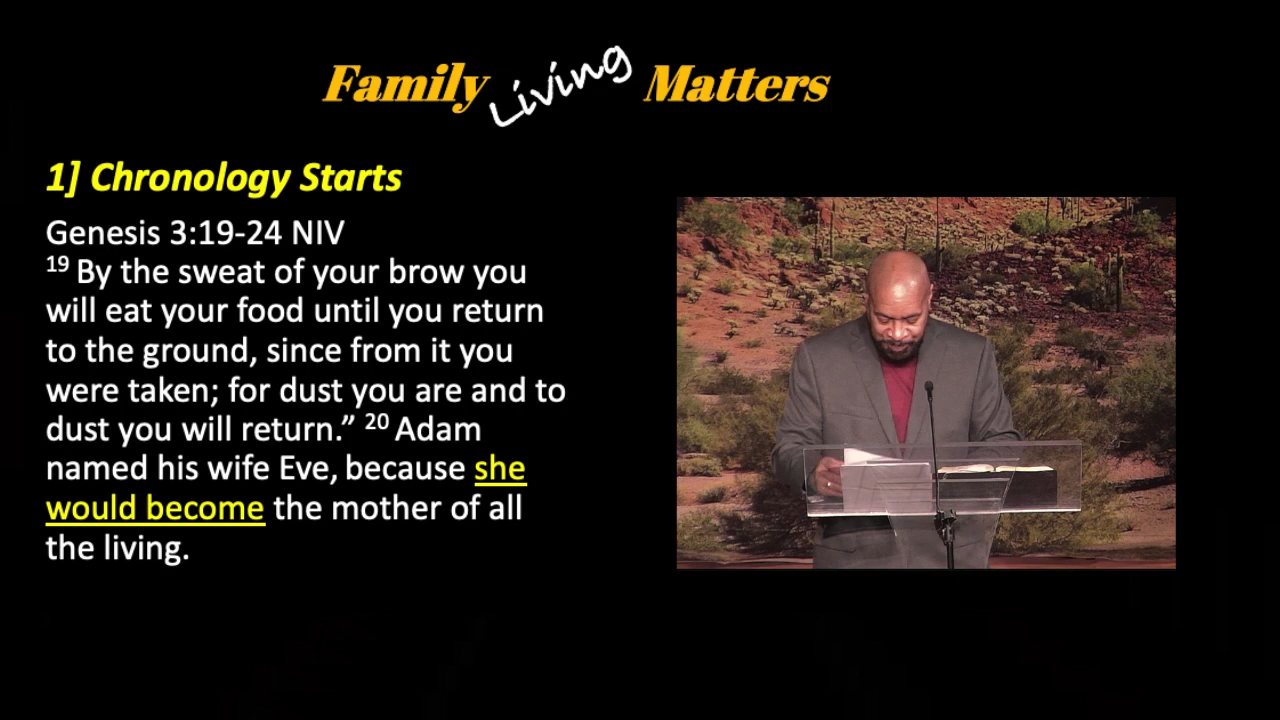 Family Living Matters
1] Chronology Starts
Genesis 3:19-24 NIV
19 By the sweat of your brow you
will eat your food until you return
to the ground, since from it you
were taken; for dust you are and to
dust you will return.” 20 Adam
named his wife Eve, because she
would become the mother of all
the living.